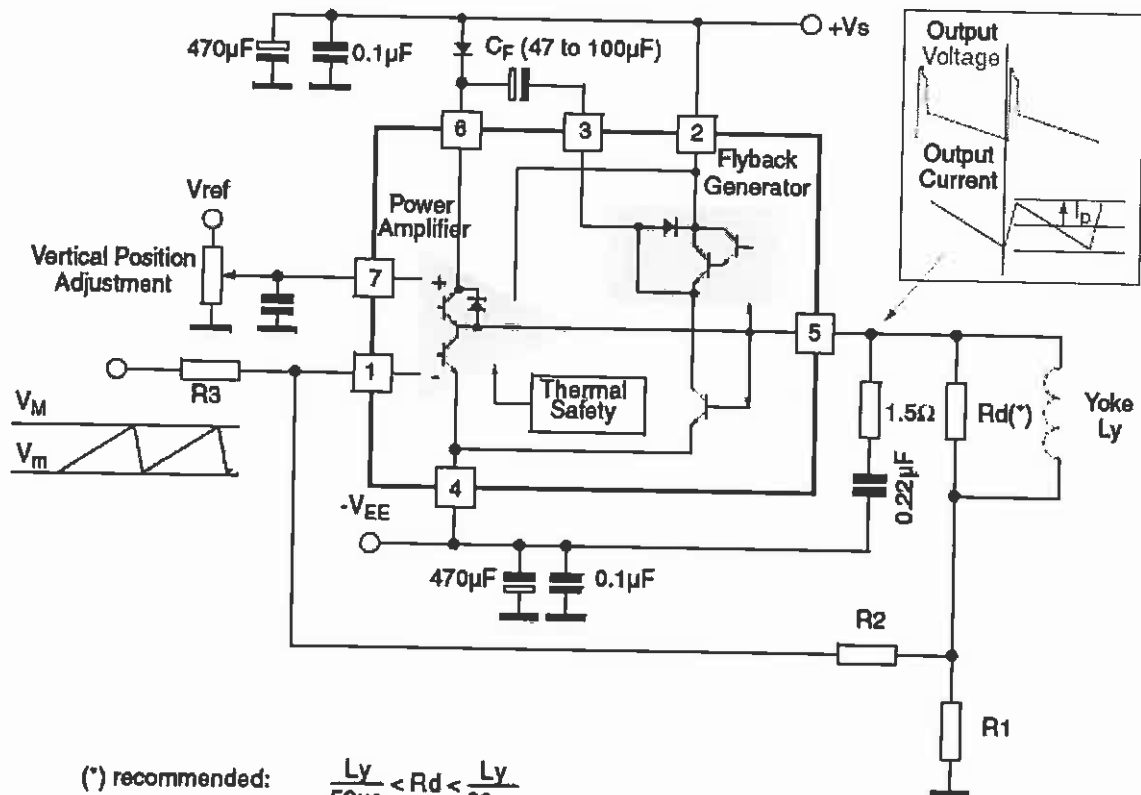 +Vs
470µF
0.1µF
CF (47 to 100µF)
Output
Voltage
Output
Current
Ip
6
3
2
Flyback
Generator
Power
Amplifier
Vref
Vertical Position
Adjustment
7
+
1
-
R3
5
Thermal
Safety
VM
Vm
4
-VEE
1.5Ω
Rd(*)
Yoke
Ly
0.22µF
470µF
0.1µF
R2
R1
(*) recommended:
Ly
< Rd <
Ly